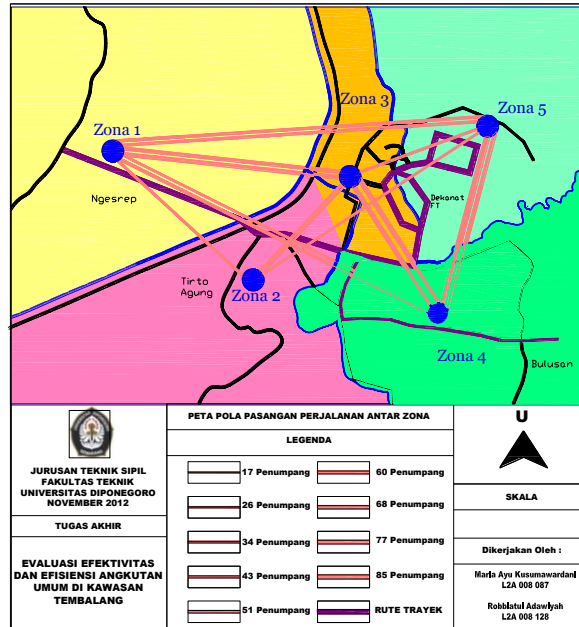 Zona 3
Zona 5
Zona 1
Dekanat
FT
Ngesrep
Tirto
Agung
Zona 2
Zona 4
Bulusan
JURUSAN TEKNIK SIPIL
FAKULTAS TEKNIK
UNIVERSITAS DIPONEGORO
NOVEMBER 2012
TUGAS AKHIR
EVALUASI EFEKTIVITAS
DAN EFISIENSI ANGKUTAN
UMUM DI KAWASAN
TEMBALANG
PETA POLA PASANGAN PERJALANAN ANTAR ZONA
LEGENDA
17 Penumpang
60 Penumpang
26 Penumpang
68 Penumpang
34 Penumpang
77 Penumpang
43 Penumpang
85 Penumpang
51 Penumpang
RUTE TRAYEK
U
SKALA
Dikerjakan Oleh :
Maria Ayu Kusumawardani
L2A 008 087
Robbiatul Adawiyah
L2A 008 128